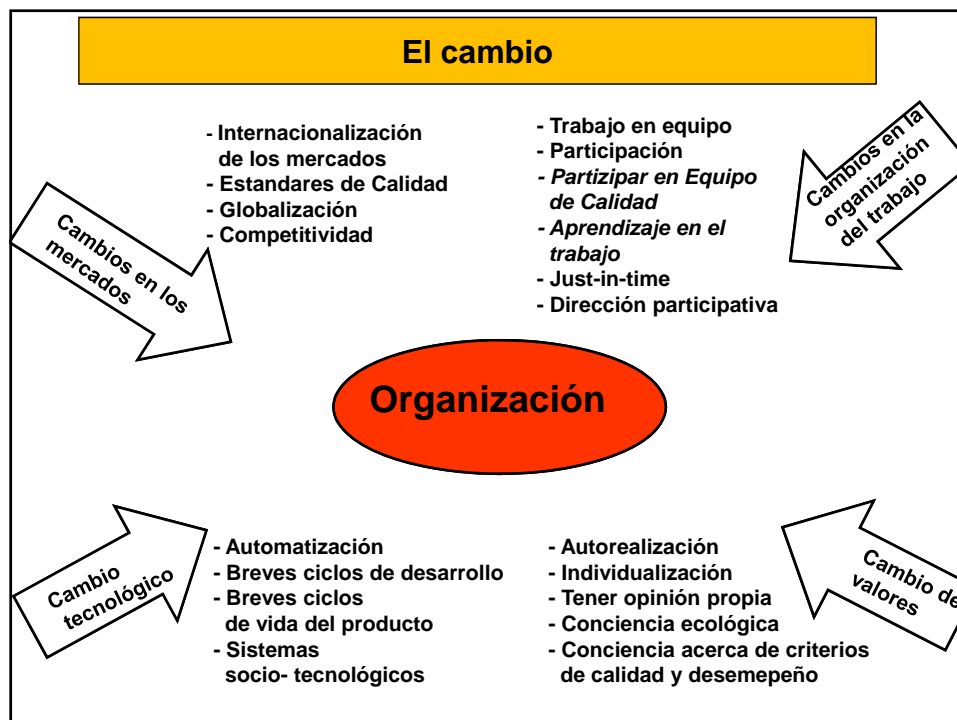 El cambio
- Internacionalización
de los mercados
- Estandares de Calidad
- Globalización
- Competitividad
- Trabajo en equipo
- Participación
- Partizipar en Equipo
de Calidad
- Aprendizaje en el
trabajo
- Just-in-time
- Dirección participativa
Cambios en los
mercados
Cambios en la
organización
del trabajo
Organización
Cambio
tecnológico
- Automatización
- Breves ciclos de desarrollo
- Breves ciclos
de vida del producto
- Sistemas
socio- tecnológicos
- Autorealización
- Individualización
- Tener opinión propia
- Conciencia ecológica
- Conciencia acerca de criterios
de calidad y desemepeño
Cambio de
valores